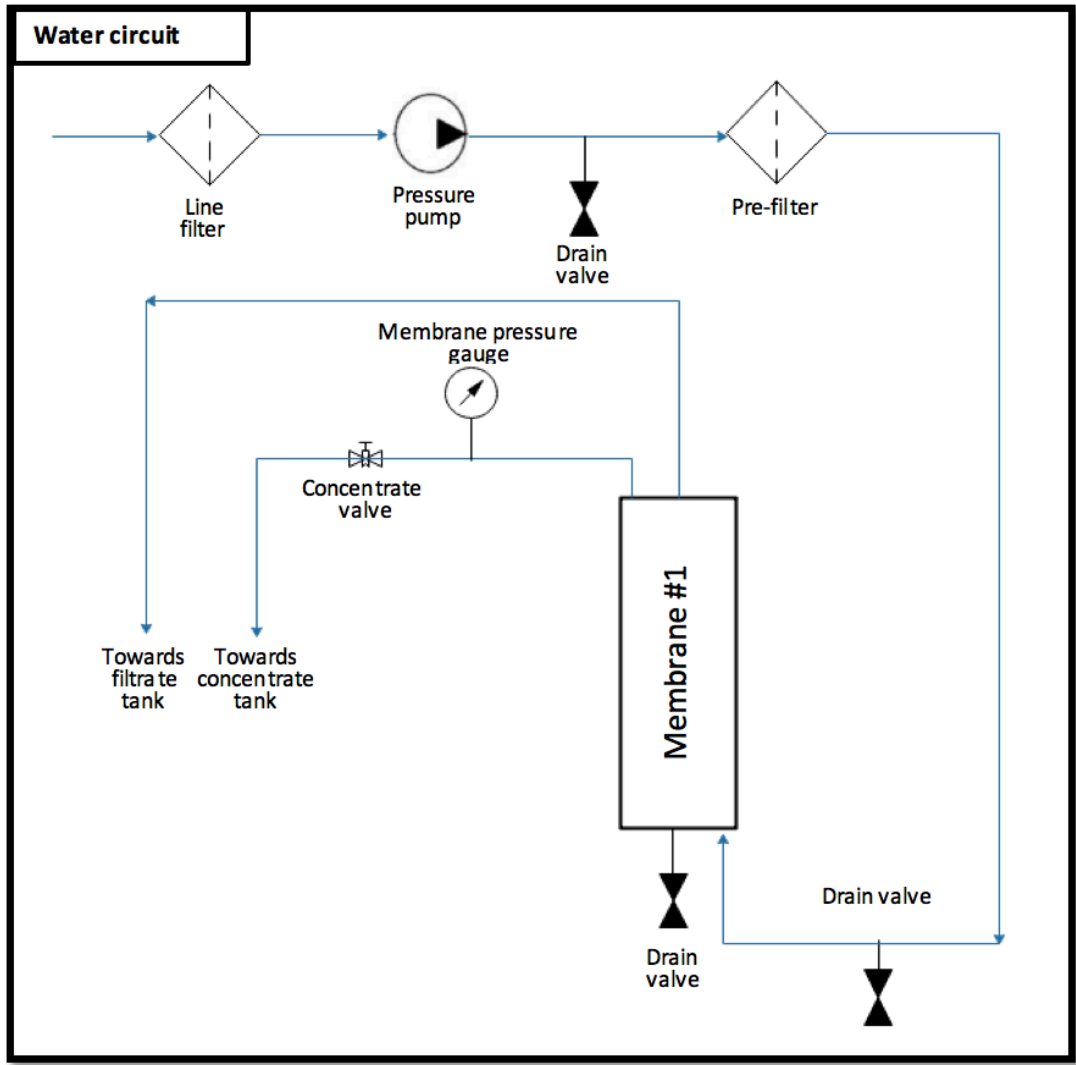 Water circuit
Line
filter
Pressure
pump
Drain
valve
Pre-filter
Membrane pressure
gauge
Concentrate
valve
Towards
filtrate
tank
Towards
concentrate
tank
Membrane #1
Drain
valve
Drain valve